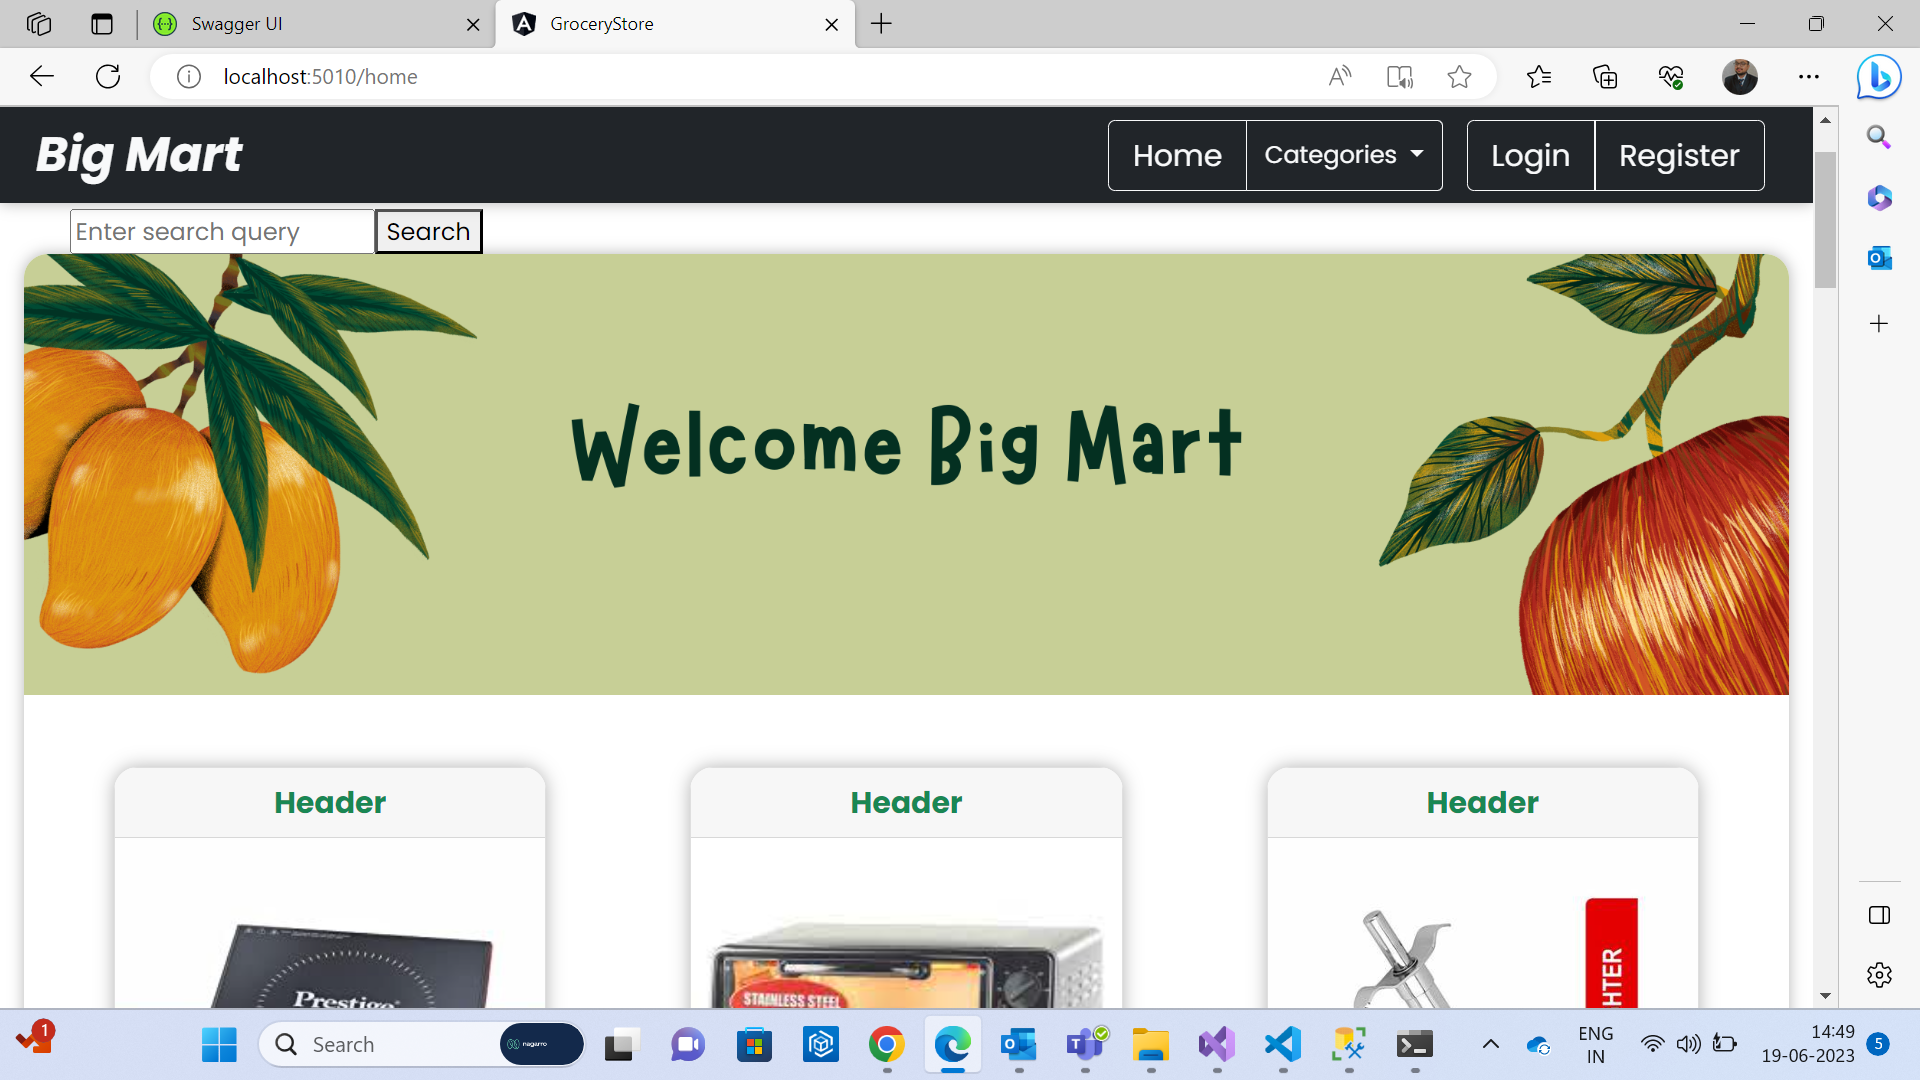 Swagger UI
GroceryStore
localhost:5010/home
Big Mart
Home
Categories
Login
Register
Enter search query
Search
Welcome Big Mart
Header
Header
Header
Prestige
STAINLESS STEEL
HTER
1
Search
nagarro
ENG
IN
14:49
19-06-2023
5